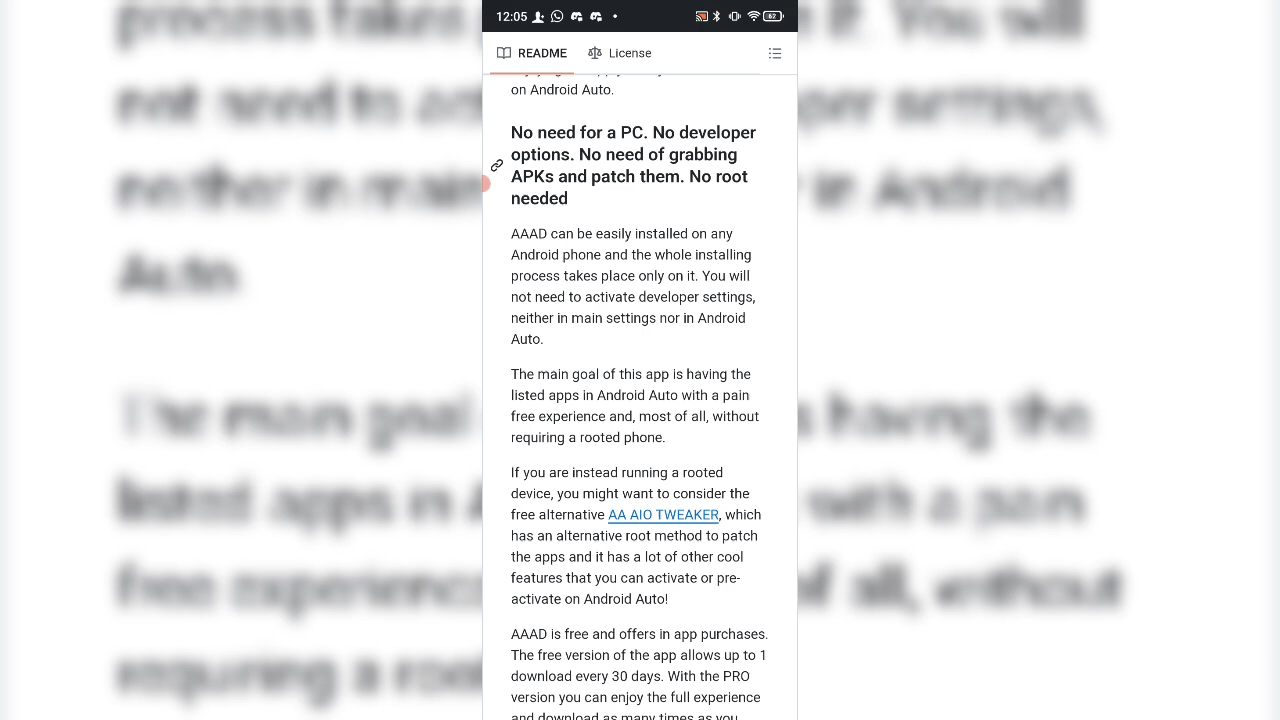 12:05
62
README License
on Android Auto.
No need for a PC. No developer
options. No need of grabbing
APKs and patch them. No root
needed
AAAD can be easily installed on any
Android phone and the whole installing
process takes place only on it. You will
not need to activate developer settings,
neither in main settings nor in Android
Auto.
The main goal of this app is having the
listed apps in Android Auto with a pain
free experience and, most of all, without
requiring a rooted phone.
If you are instead running a rooted
device, you might want to consider the
free alternative AA AIO TWEAKER, which
has an alternative root method to patch
the apps and it has a lot of other cool
features that you can activate or pre-
activate on Android Auto!
AAAD is free and offers in app purchases.
The free version of the app allows up to 1
download every 30 days. With the PRO
version you can enjoy the full experience
and download as many times as you